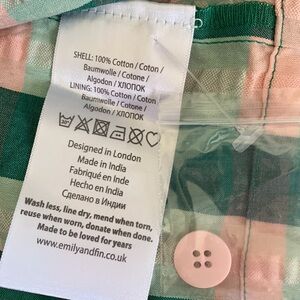 SHELL: 100% Cotton / Coton /
Baumwolle / Cotone /
Algodon / ХЛОПОК
LINING: 100% Cotton / Coton /
Baumwolle / Cotone /
Algodon / ХЛОПОК
Designed in London
Made in India
Fabriqué en Inde
Hecho en India
Сделано в Индии
Wash less, line dry, mend when torn,
reuse when worn, donate when done.
Made to be loved for years
www.emilyandfin.co.uk